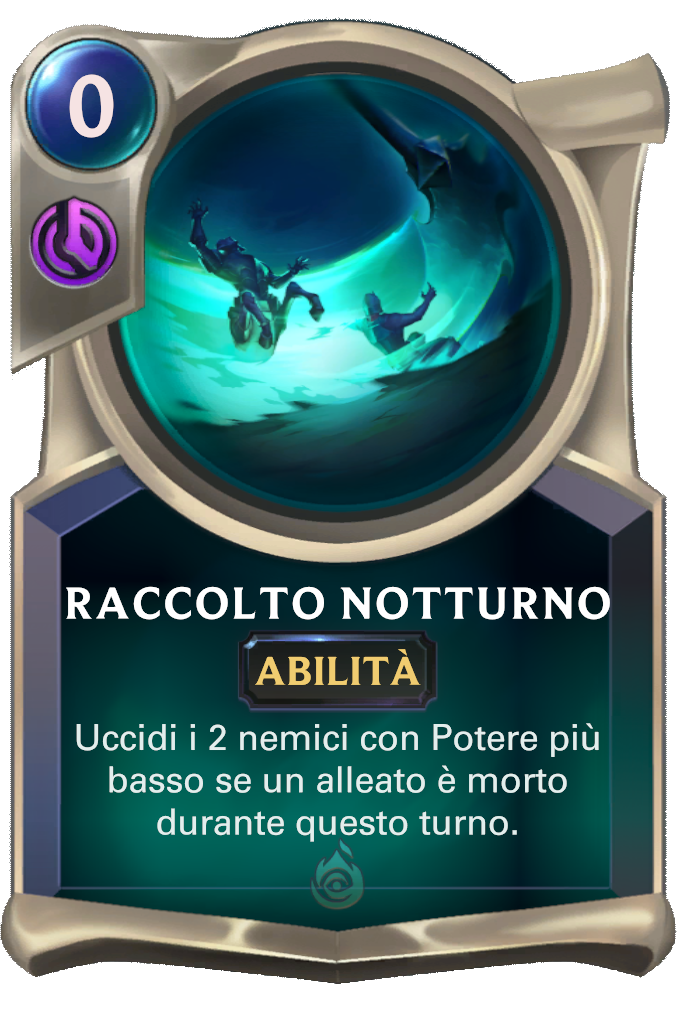 0
RACCOLTO NOTTURNO
ABILITÀ
Uccidi i 2 nemici con Potere più
basso se un alleato è morto
durante questo turno.